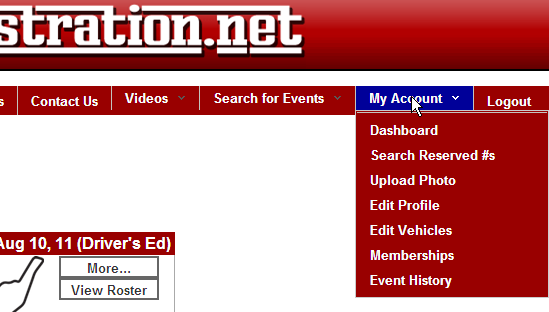 stration.net
s Contact Us Videos Search for Events My Account Logout
Dashboard
Search Reserved #s
Upload Photo
Edit Profile
Edit Vehicles
Memberships
Event History
Aug 10, 11 (Driver's Ed)
More...
View Roster